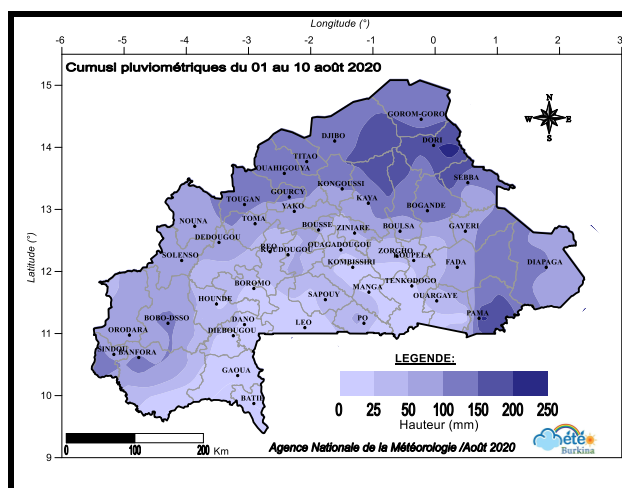 Longitude (°)
-6 -5 -4 -3 -2 -1 0 1 2 3
Cumusl pluviométriques du 01 au 10 août 2020
15
14
13
12
11
10
9
Latitude (°)
N
W E
S
GOROM-GORO
DJIBO
DORI
TITAO
OUAHIGOUYA
SEBBA
KONGOUSSI
GOURCY
TOUGAN
KAYA
YAKO
BOGANDE
NOUNA
TOMA
BOUSSE
ZINIARE
BOULSA
GAYERI
DEDOUGOU
REO
KOUDOUGOU
OUAGADOUGOU
ZORGHO
KOUPELA
SOLENSO
KOMBISSIRI
FADA
DIAPAGA
BOROMO
TENKODOGO
MANGA
HOUNDE
SAPOUY
OUARGAYE
BOBO-DSSO
DANO
LEO
PO
PAMA
ORODARA
DIEBOUGOU
SINDOU
BANFORA
GAOUA
BATIE
LEGENDE:
0 25 50 100 150 200 250
Hauteur (mm)
0 100 200 Km
Agence Nationale de la Météorologie /Août 2020
météo
Burkina